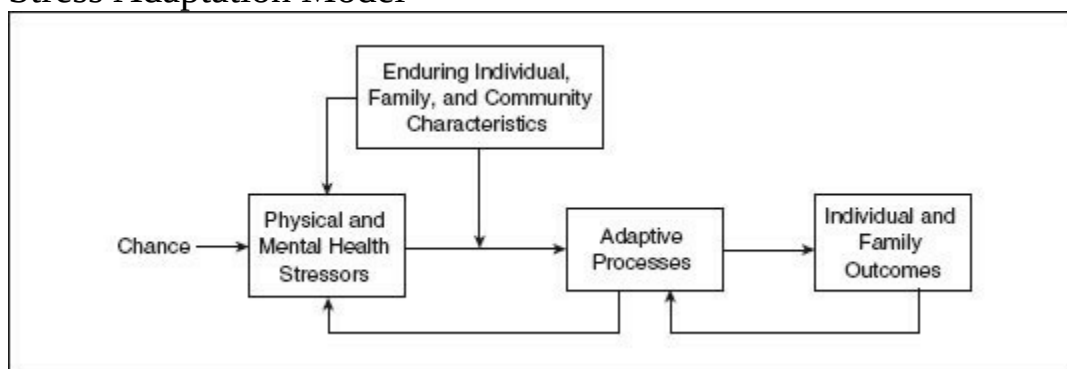 Stress Adaptation Model
Enduring Individual,
Family, and Community
Characteristics
Chance
Physical and
Mental Health
Stressors
Adaptive
Processes
Individual and
Family
Outcomes